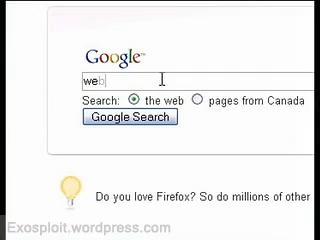 Google™
web
Search: the web pages from Canada
Google Search
Do you love Firefox? So do millions of other
Exosploit.wordpress.com